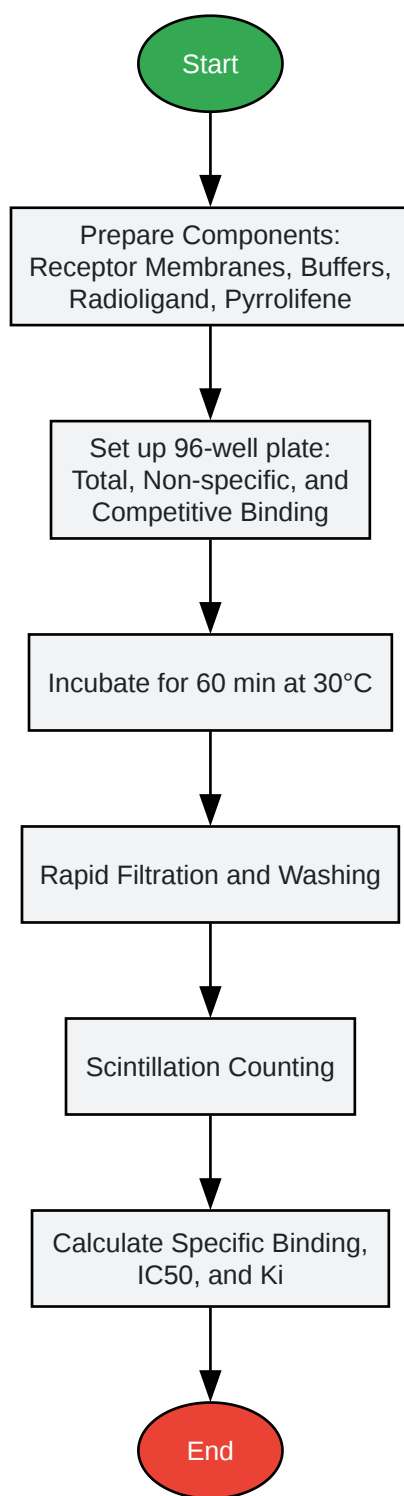 Start
Prepare Components:
Receptor Membranes, Buffers,
Radioligand, Pyrrolifene
Set up 96-well plate:
Total, Non-specific, and
Competitive Binding
Incubate for 60 min at 30°C
Rapid Filtration and Washing
Scintillation Counting
Calculate Specific Binding,
IC50, and Ki
End